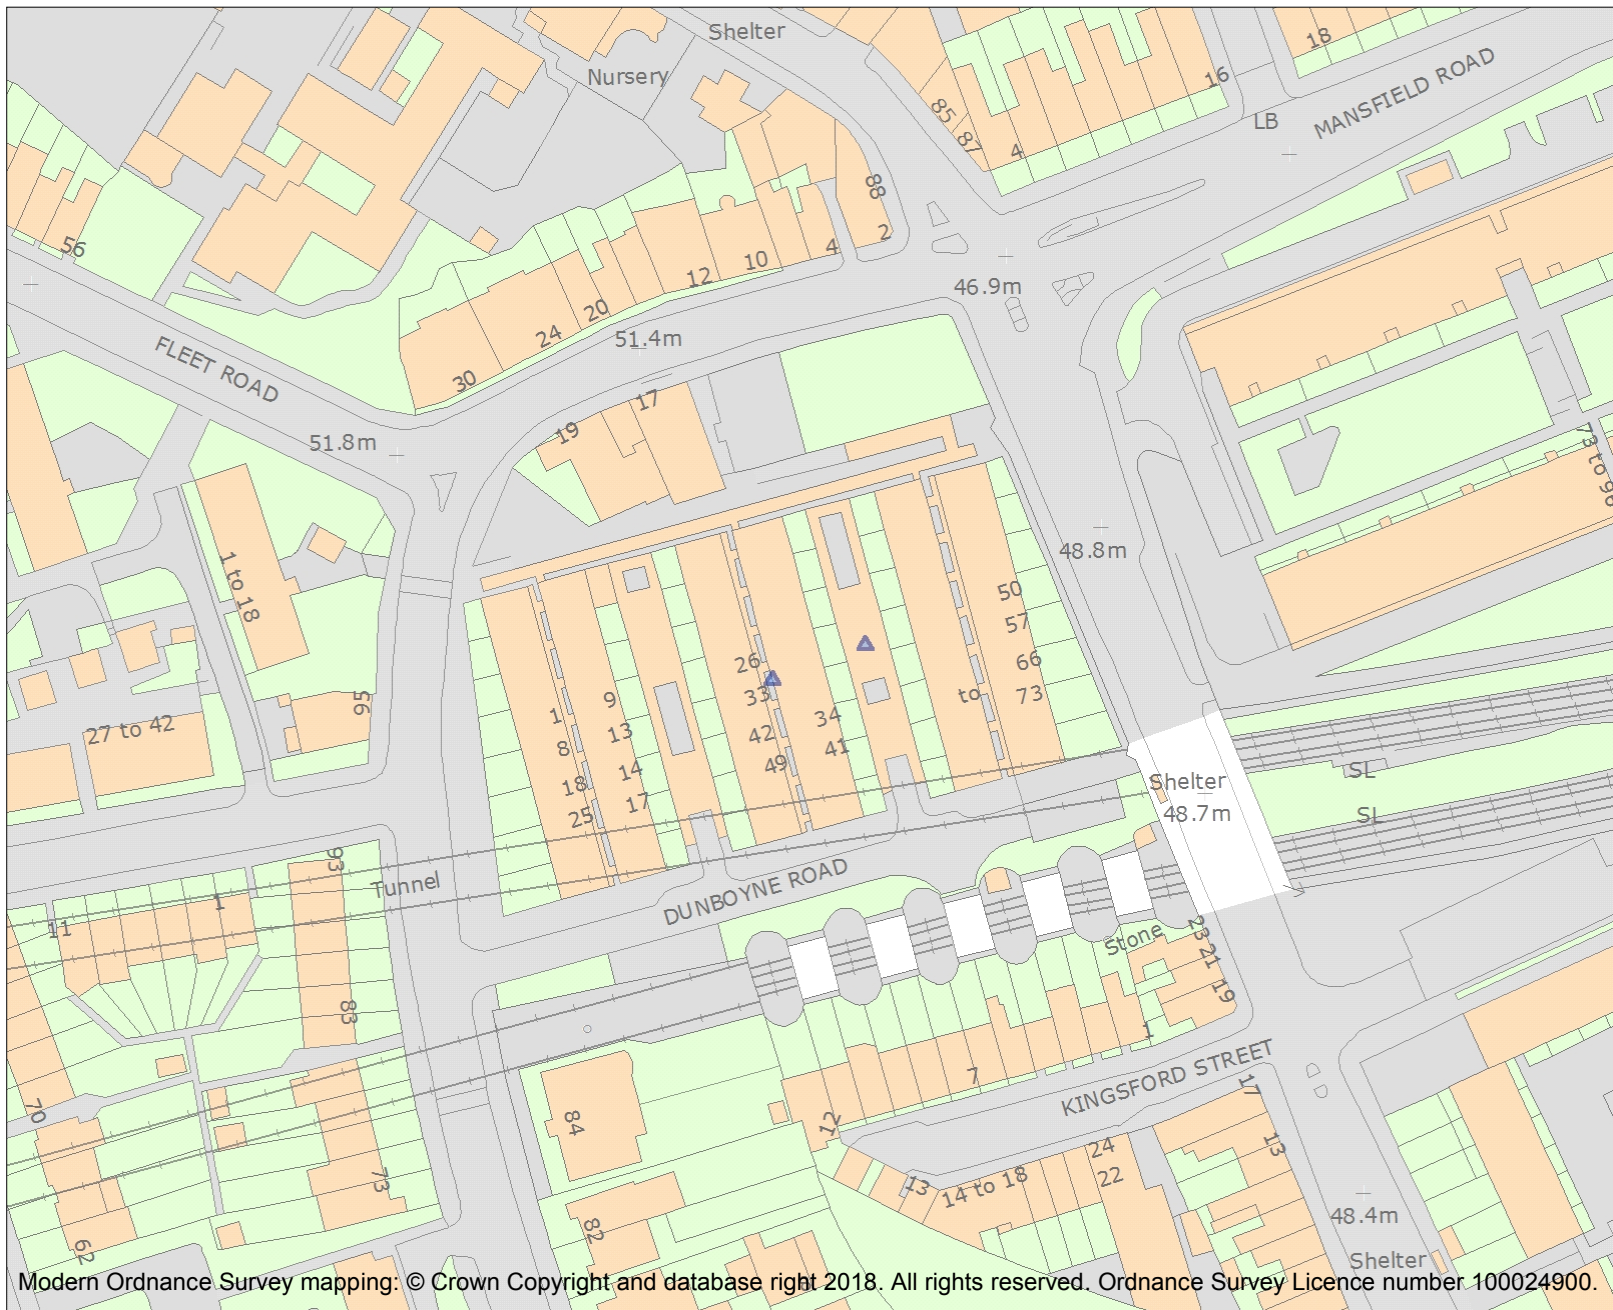 Shelter
Nursery
18
16
MANSFIELD ROAD
LB
85
87
4
88
2
4
10
12
20
24
30
56
46.9m
51.4m
FLEET ROAD
51.8m
17
19
73 to 96
48.8m
1 to 18
50
57
66
73
to
26
33
42
49
34
41
1
8
18
25
9
13
14
17
95
27 to 42
Shelter
48.7m
SL
SL
93
Tunnel
DUNBOYNE ROAD
11
1
Stone
23
21
19
83
1
7
KINGSFORD STREET
17
70
84
12
13
24
22
14 to 18
13
73
82
62
48.4m
Shelter
Modern Ordnance Survey mapping: © Crown Copyright and database right 2018. All rights reserved. Ordnance Survey Licence number 100024900.